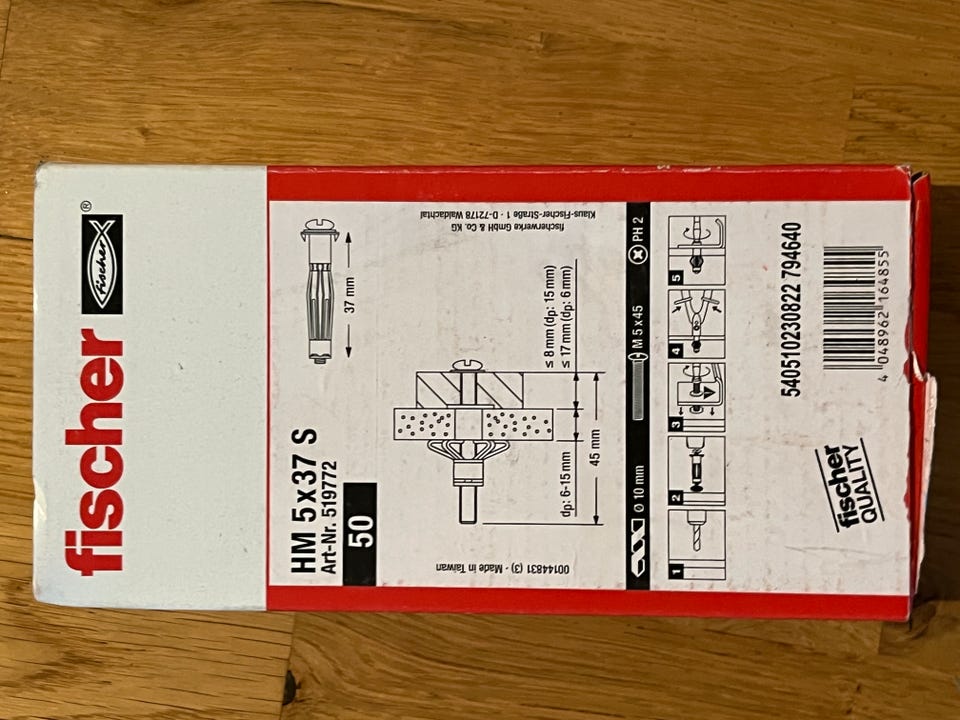 fischer
fischer
®
HM 5 x 37 S
Art-Nr. 519772
50
37 mm
fischerwerke GmbH & Co. KG
Klaus-Fischer-Straße 1 · D-72178 Waldachtal
00144831 (3) - Made in Taiwan
dp: 6-15 mm
≤ 8 mm (dp: 15 mm)
≤ 17 mm (dp: 6 mm)
45 mm
Ø 10 mm
M 5 x 45
PH 2
1
2
3
4
5
540510230822 794640
4 048962 164855
fischer
QUALITY